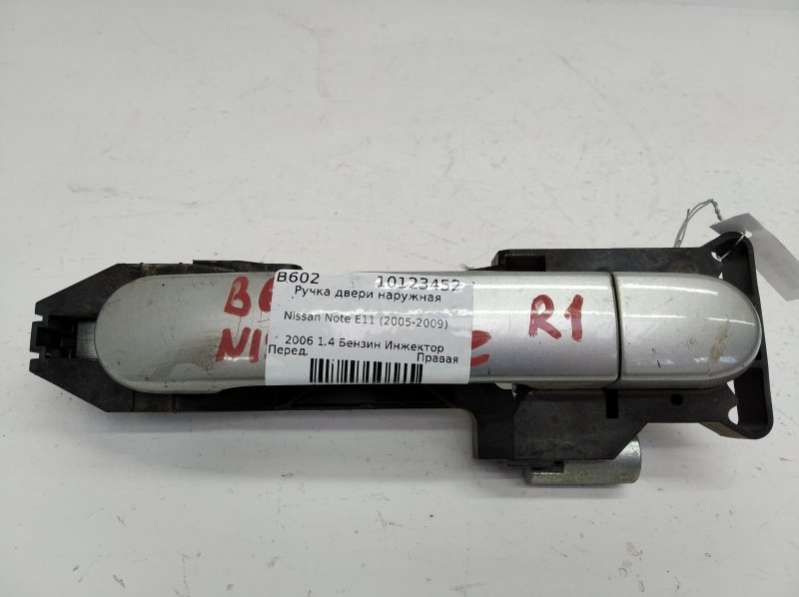 B602 10123452
Ручка двери наружная
Nissan Note E11 (2005-2009)
2006 1.4 Бензин Инжектор
Перед. Правая
R1